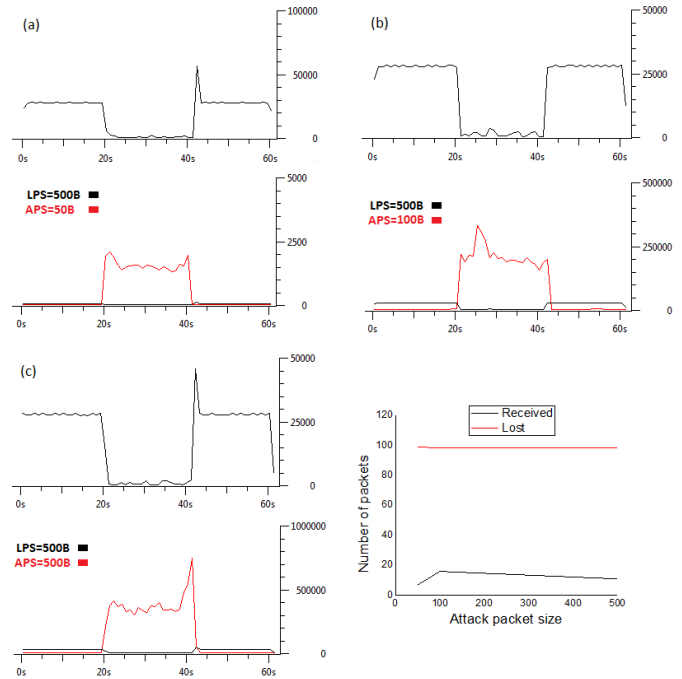 (a)
100000
50000
0
0s 20s 40s 60s
LPS=500B
APS=50B
5000
2500
0
0s 20s 40s 60s
(b)
50000
25000
0
0s 20s 40s 60s
LPS=500B
APS=100B
500000
250000
0
0s 20s 40s 60s
(c)
50000
25000
0
0s 20s 40s 60s
LPS=500B
APS=500B
1000000
500000
0
0s 20s 40s 60s
Received
Lost
Number of packets
120
100
80
60
40
20
0
0 100 200 300 400 500
Attack packet size